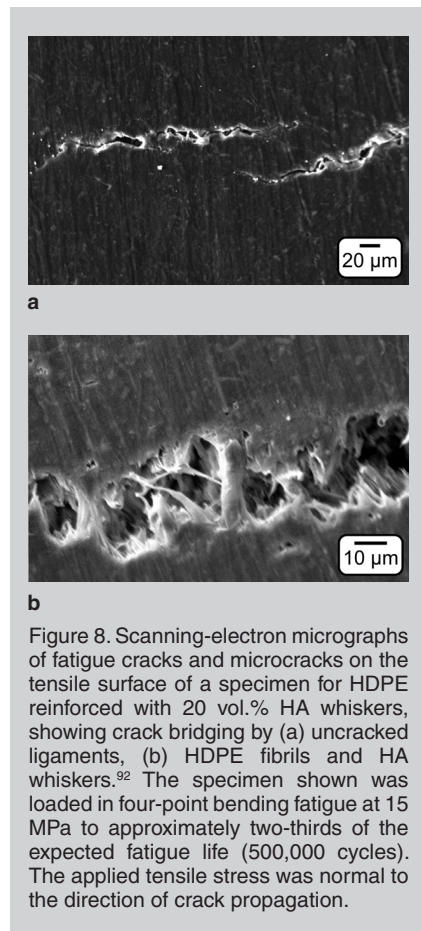 20 µm
a
10 µm
b
Figure 8. Scanning-electron micrographs
of fatigue cracks and microcracks on the
tensile surface of a specimen for HDPE
reinforced with 20 vol.% HA whiskers,
showing crack bridging by (a) uncracked
ligaments, (b) HDPE fibrils and HA
whiskers.⁹² The specimen shown was
loaded in four-point bending fatigue at 15
MPa to approximately two-thirds of the
expected fatigue life (500,000 cycles).
The applied tensile stress was normal to
the direction of crack propagation.